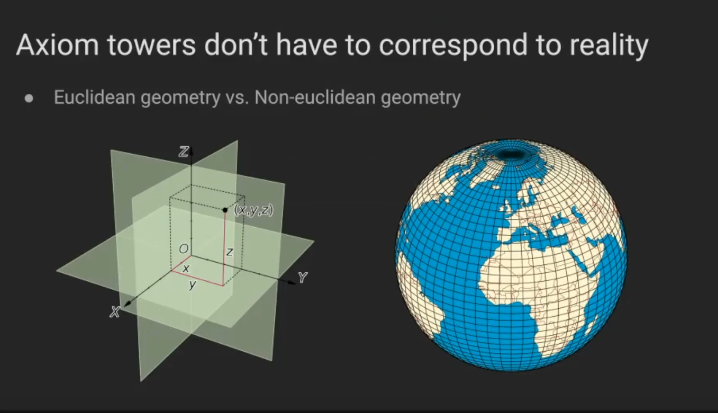 Axiom towers don't have to correspond to reality
● Euclidean geometry vs. Non-euclidean geometry
Z
(x,y,z)
O
z
x
y
Y
X